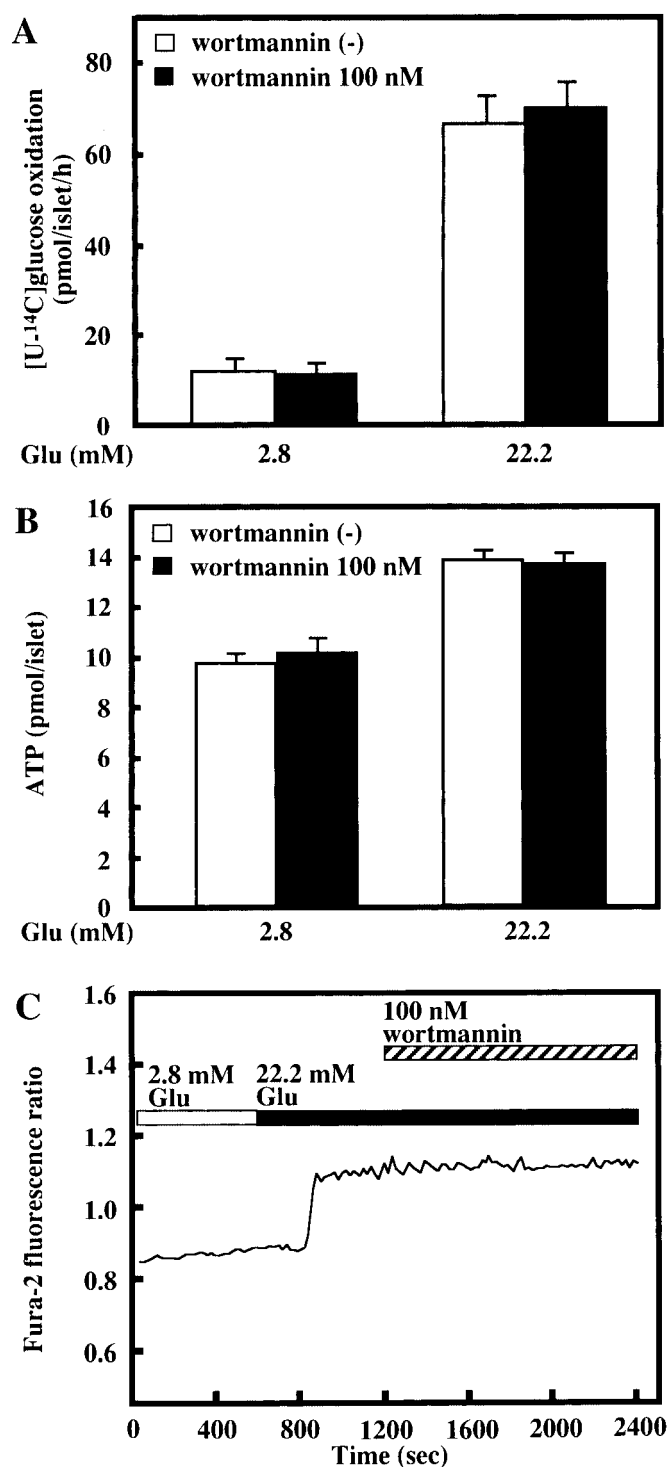 A
wortmannin (-)
wortmannin 100 nM
[U-¹⁴C]glucose oxidation
(pmol/islet/h)
80
60
40
20
0
Glu (mM)
2.8
22.2
B
wortmannin (-)
wortmannin 100 nM
ATP (pmol/islet)
16
14
12
10
8
6
4
2
0
Glu (mM)
2.8
22.2
C
Fura-2 fluorescence ratio
1.6
1.4
1.2
1.0
0.8
0.6
100 nM
wortmannin
2.8 mM
Glu
22.2 mM
Glu
0
400
800
1200
1600
2000
2400
Time (sec)